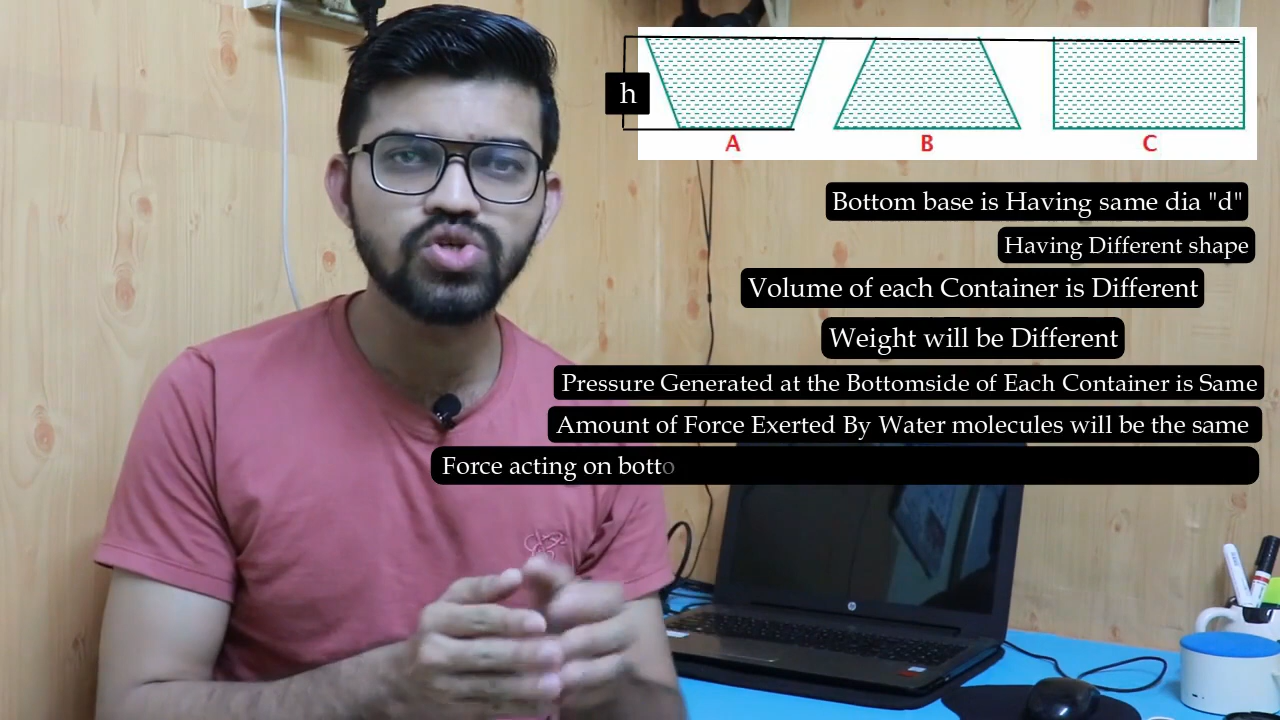 h
A B C
Bottom base is Having same dia "d"
Having Different shape
Volume of each Container is Different
Weight will be Different
Pressure Generated at the Bottomside of Each Container is Same
Amount of Force Exerted By Water molecules will be the same
Force acting on botto
hp